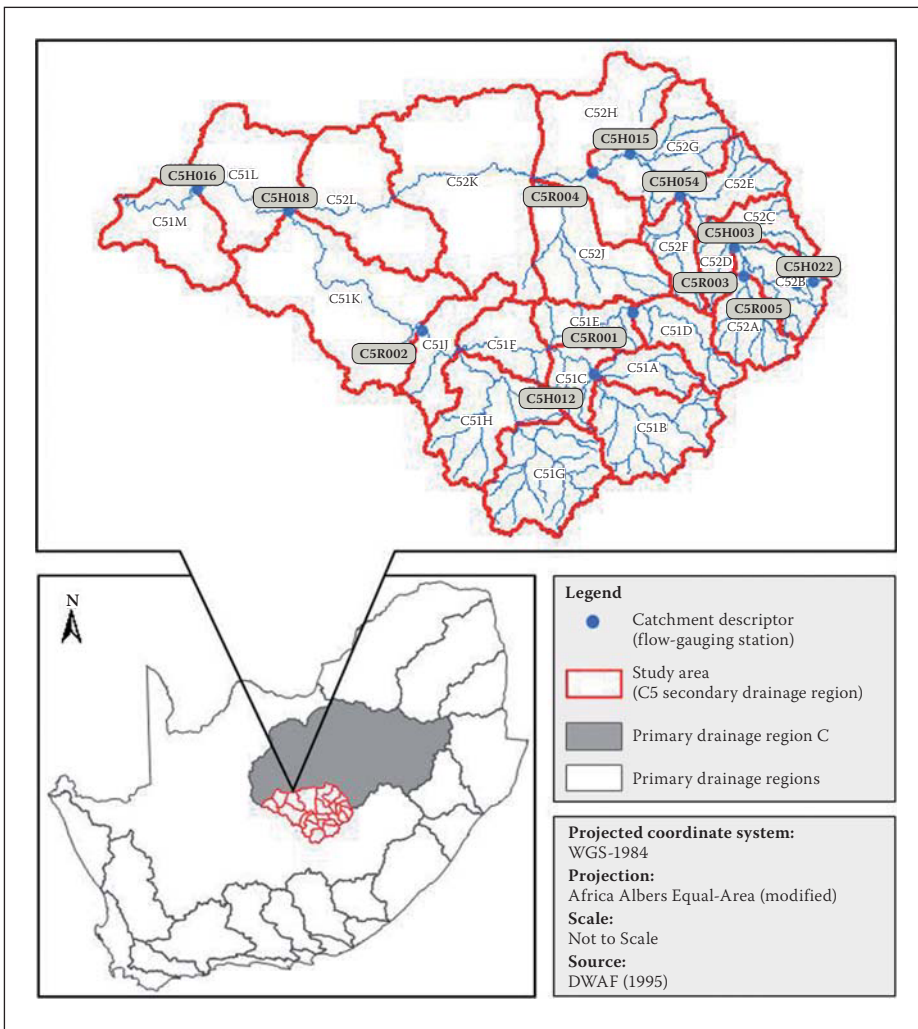 C52H
C5H015
C52G
C5H016
C51L
C5H054
C52E
C52K
C5H018
C52L
C5R004
C51M
C52C
C5H003
C52F
C52J
C52D
C5H022
C5R003
C52B
C51K
C5R005
C51E
C52A
C51D
C5R001
C51J
C51F
C5R002
C51A
C51C
C5H012
C51H
C51B
C51G
N
Legend
Catchment descriptor
(flow-gauging station)
Study area
(C5 secondary drainage region)
Primary drainage region C
Primary drainage regions
Projected coordinate system:
WGS-1984
Projection:
Africa Albers Equal-Area (modified)
Scale:
Not to Scale
Source:
DWAF (1995)